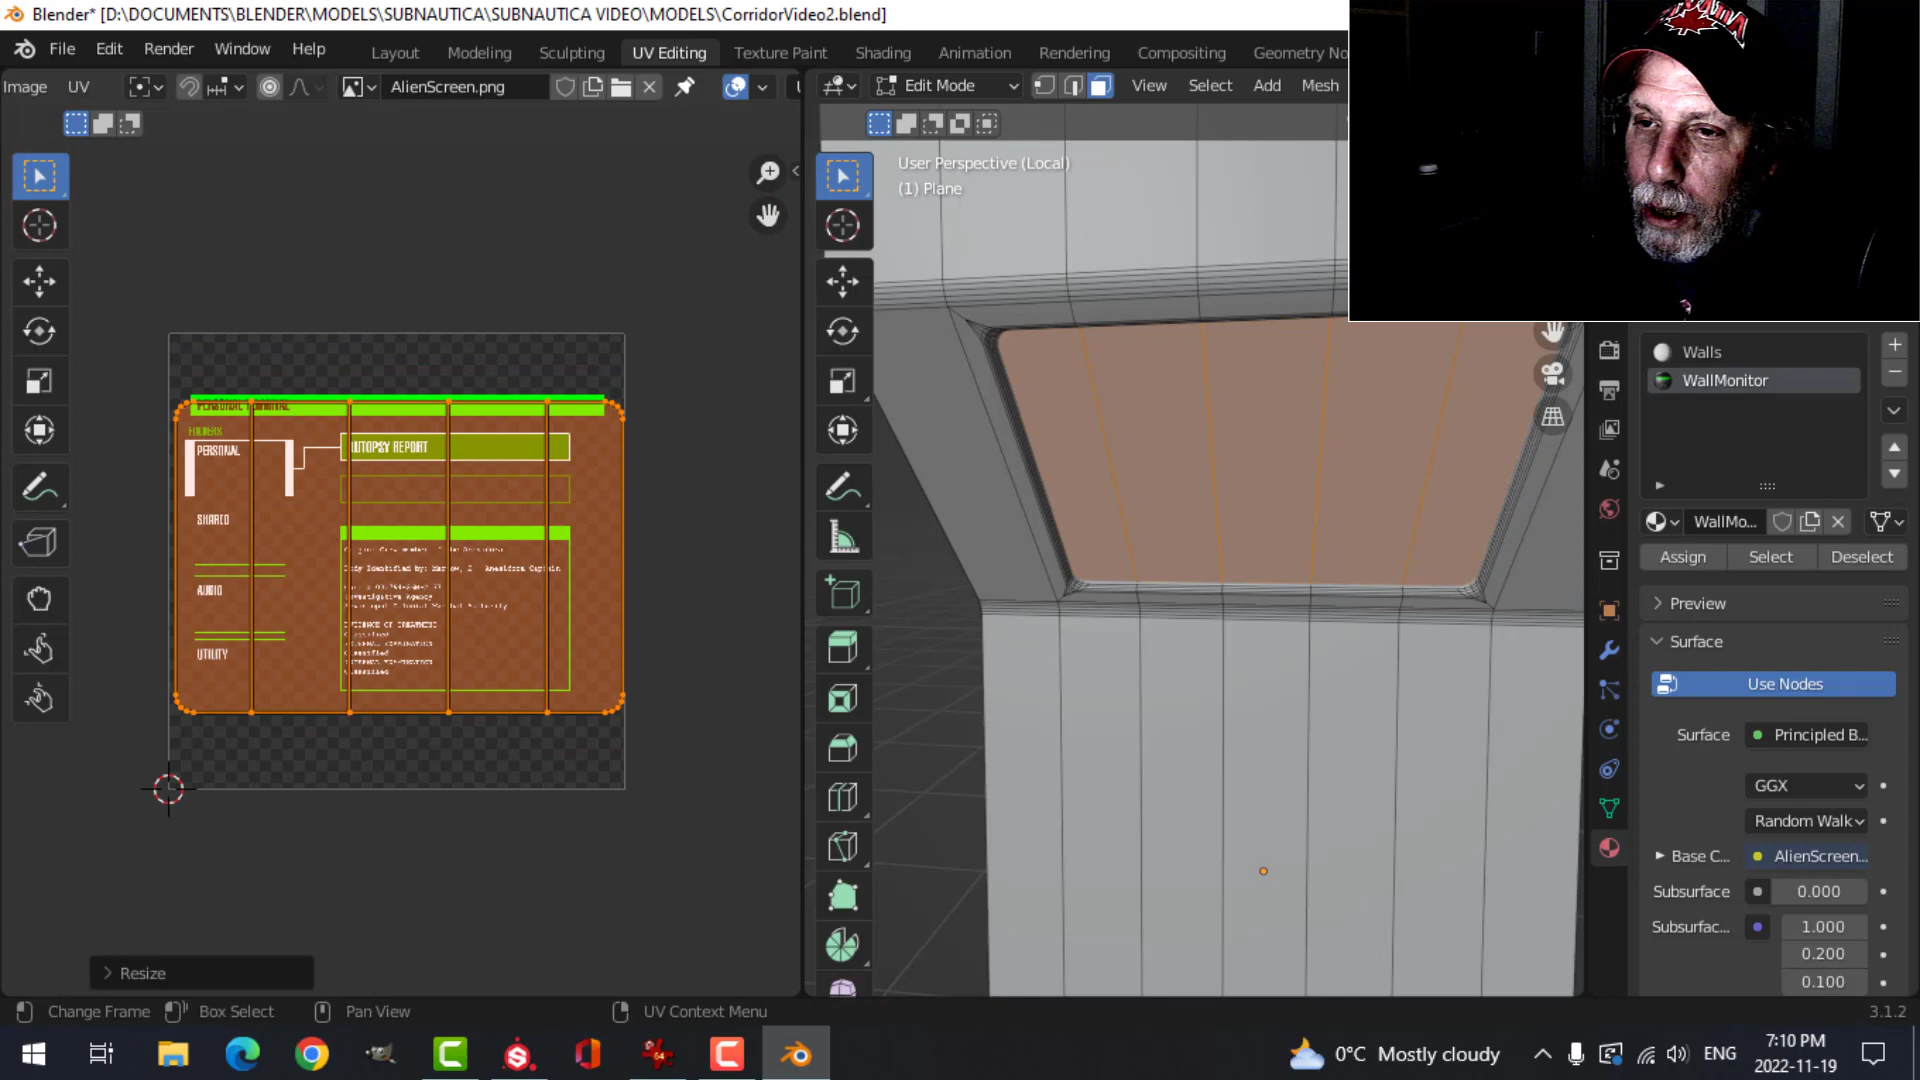 Blender* [D:\DOCUMENTS\BLENDER\MODELS\SUBNAUTICA\SUBNAUTICA VIDEO\MODELS\CorridorVideo2.blend]
File Edit Render Window Help
Layout Modeling Sculpting UV Editing Texture Paint Shading Animation Rendering Compositing Geometry No
Image UV AlienScreen.png
Edit Mode View Select Add Mesh
User Perspective (Local)
(1) Plane
PERSONAL TERMINAL
FOLDERS
PERSONAL
AUTOPSY REPORT
SHARED
AUDIO
UTILITY
Walls
WallMonitor
WallMo...
Assign Select Deselect
Preview
Surface
Use Nodes
Surface Principled B...
GGX
Random Walk
Base C... AlienScreen...
Subsurface 0.000
Subsurfac... 1.000
0.200
0.100
Resize
Change Frame Box Select Pan View UV Context Menu 3.1.2
0°C Mostly cloudy ENG
7:10 PM
2022-11-19